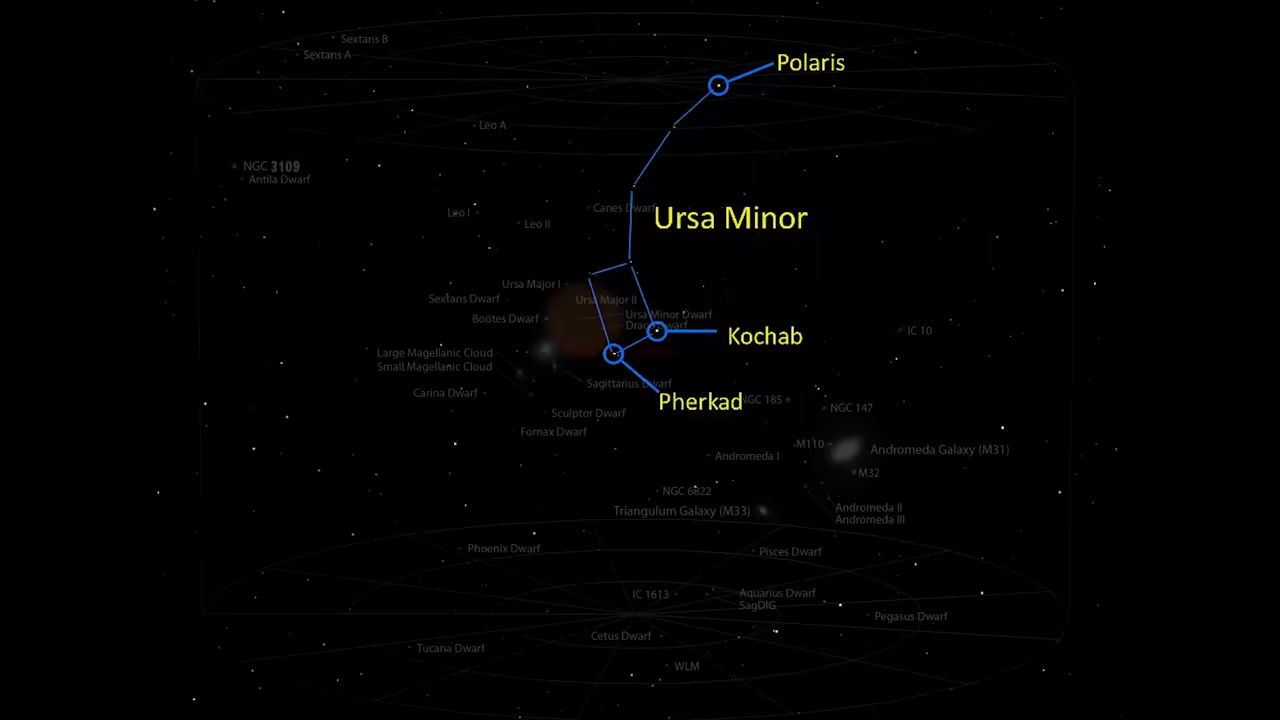 Sextans B
Polaris
Sextans A
Leo A
NGC 3109
Antila Dwarf
Canes Dwarf
Leo I
Ursa Minor
Leo II
Ursa Major I
Sextans Dwarf
Ursa Major II
Boötes Dwarf
Ursa Minor Dwarf
Draco Dwarf
IC 10
Kochab
Large Magellanic Cloud
Small Magellanic Cloud
Sagittarius Dwarf
Carina Dwarf
Pherkad
NGC 185
NGC 147
Sculptor Dwarf
Fornax Dwarf
M110
Andromeda Galaxy (M31)
Andromeda I
M32
NGC 6822
Triangulum Galaxy (M33)
Andromeda II
Andromeda III
Phoenix Dwarf
Pisces Dwarf
IC 1613
Aquarius Dwarf
SagDIG
Pegasus Dwarf
Cetus Dwarf
Tucana Dwarf
WLM